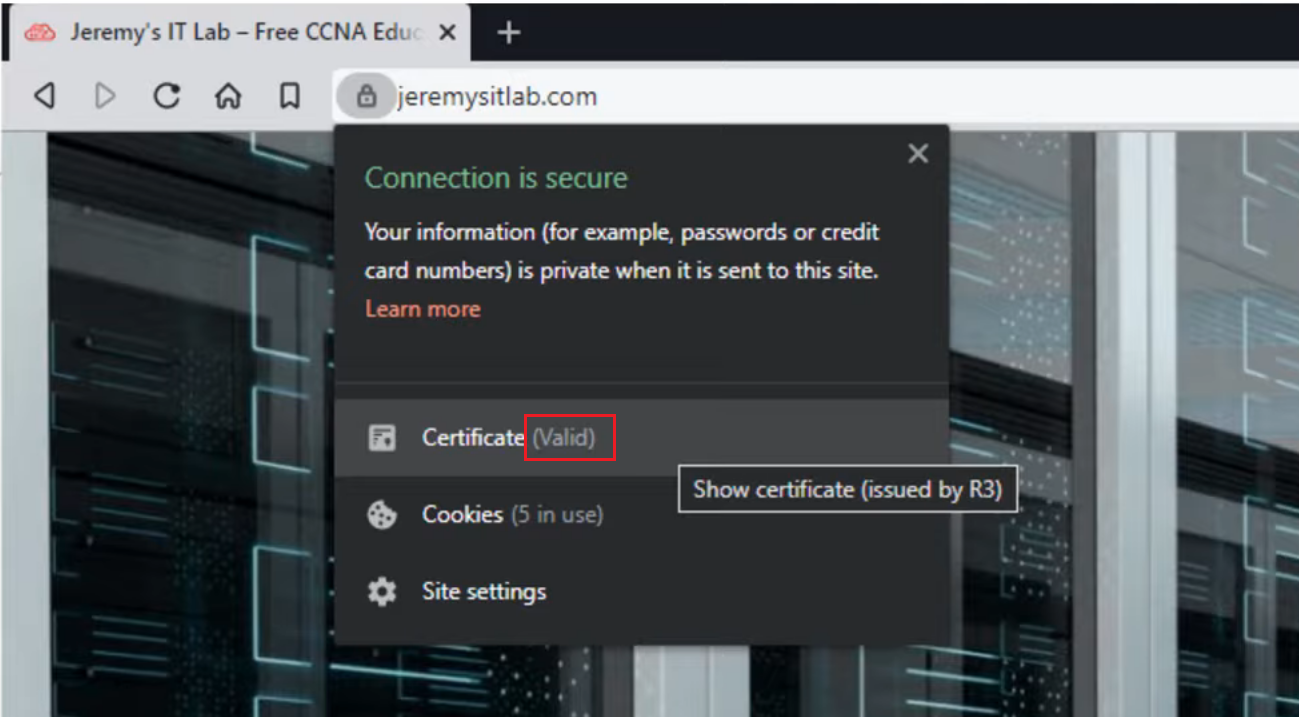 Jeremy's IT Lab – Free CCNA Educ
jeremysitlab.com
Connection is secure
Your information (for example, passwords or credit
card numbers) is private when it is sent to this site.
Learn more
Certificate (Valid)
Show certificate (issued by R3)
Cookies (5 in use)
Site settings